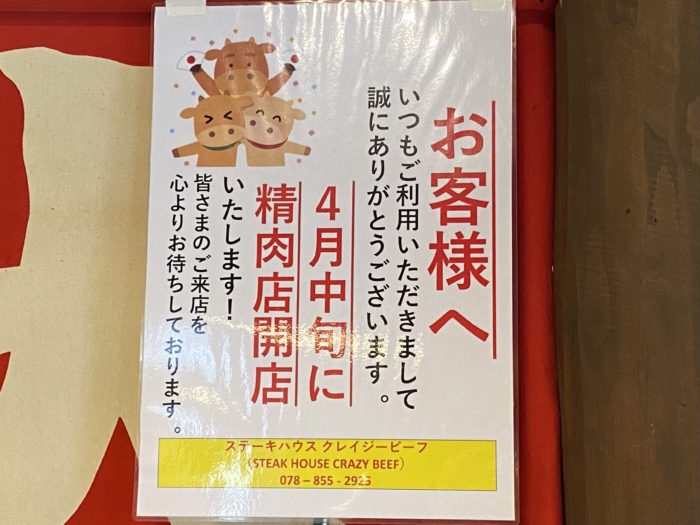 お客様へ
いつもご利用いただきまして
誠にありがとうございます。
4月中旬に
精肉店開店
いたします！
皆さまのご来店を
心よりお待ちしております。
ステーキハウス クレイジービーフ
（STEAK HOUSE CRAZY BEEF）
078 – 855 - 2923